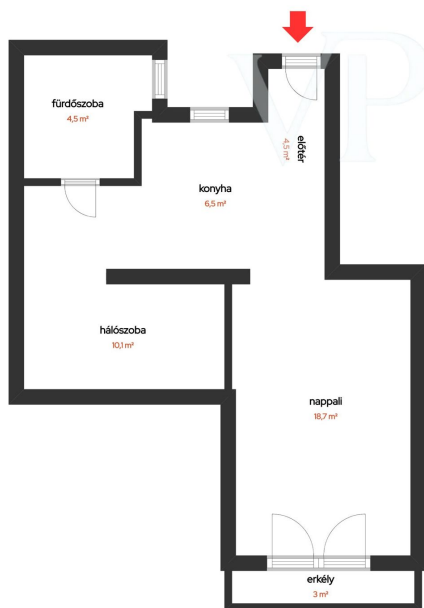 VP
fürdőszoba
4,5 m²
előtér
4,5 m²
konyha
6,5 m²
hálószoba
10,1 m²
nappali
18,7 m²
erkély
3 m²